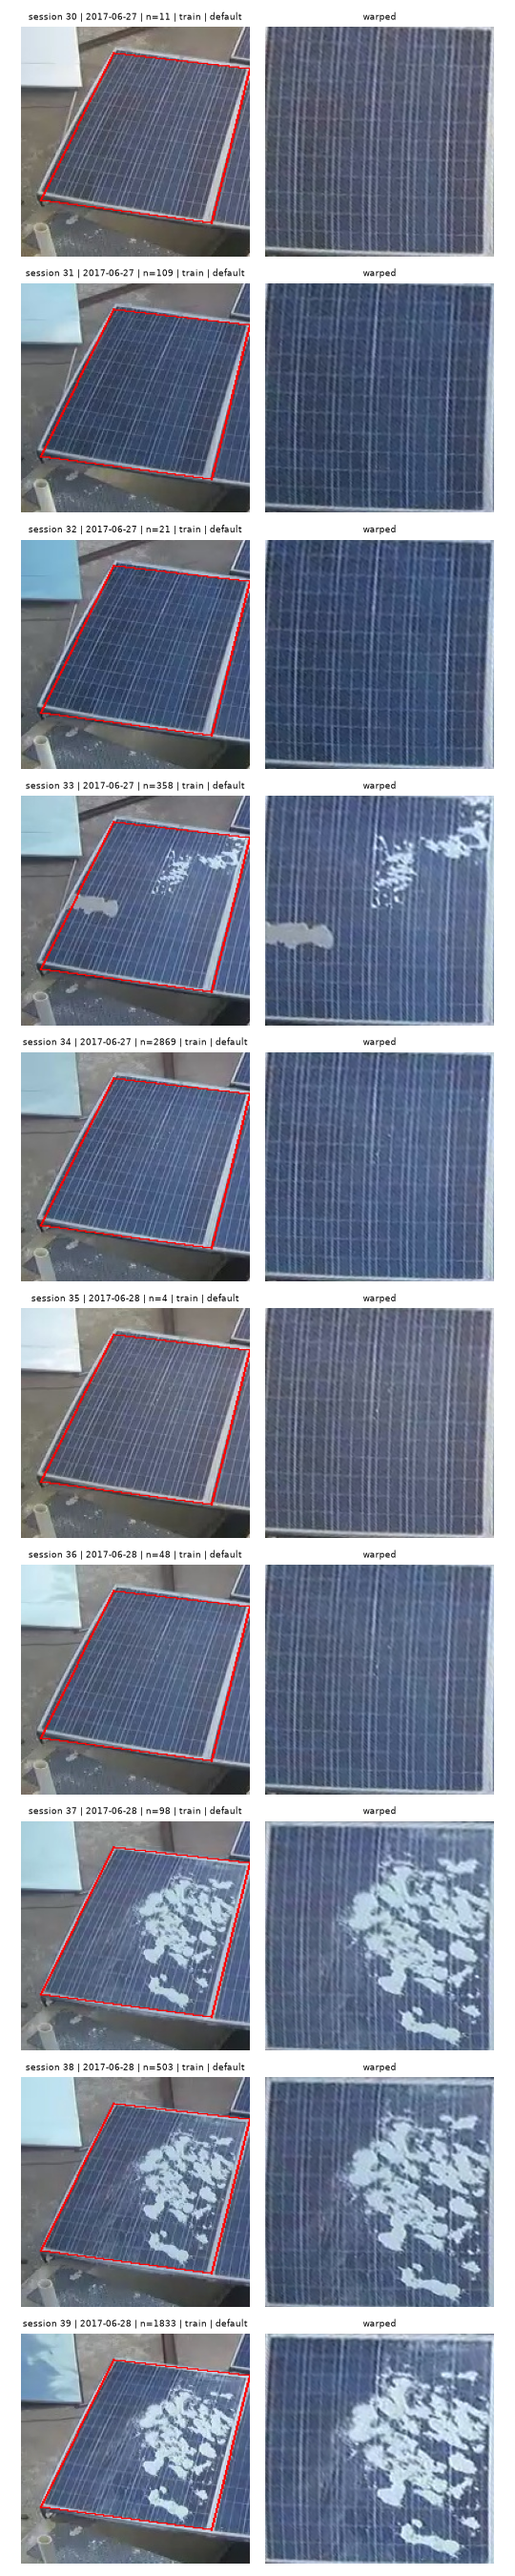 session 30 | 2017-06-27 | n=11 | train | default
warped
session 31 | 2017-06-27 | n=109 | train | default
warped
session 32 | 2017-06-27 | n=21 | train | default
warped
session 33 | 2017-06-27 | n=358 | train | default
warped
session 34 | 2017-06-27 | n=2869 | train | default
warped
session 35 | 2017-06-28 | n=4 | train | default
warped
session 36 | 2017-06-28 | n=48 | train | default
warped
session 37 | 2017-06-28 | n=98 | train | default
warped
session 38 | 2017-06-28 | n=503 | train | default
warped
session 39 | 2017-06-28 | n=1833 | train | default
warped